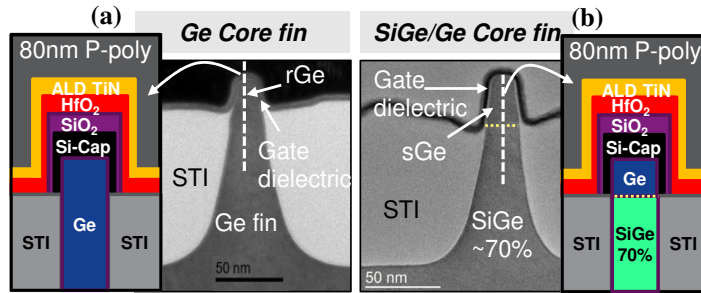 (a)
Ge Core fin
SiGe/Ge Core fin
(b)
80nm P-poly
ALD TiN
HfO2
SiO2
Si-Cap
Ge
STI
STI
rGe
Gate
dielectric
STI
Ge fin
50 nm
Gate
dielectric
sGe
STI
SiGe
~70%
50 nm
80nm P-poly
ALD TiN
HfO2
SiO2
Si-Cap
Ge
STI
SiGe
70%
STI